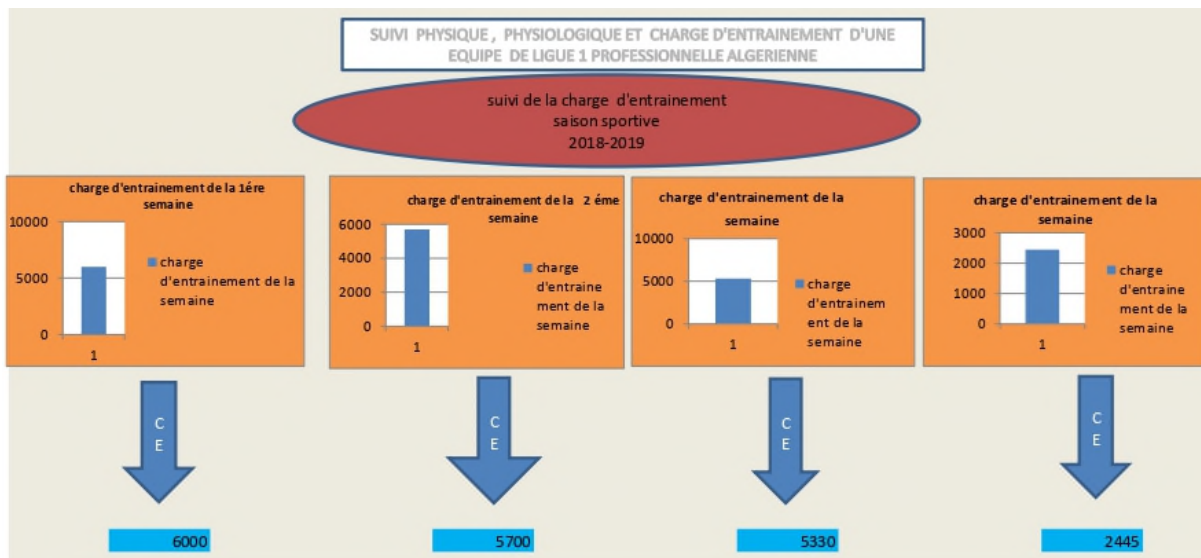 SUIVI PHYSIQUE , PHYSIOLOGIQUE ET CHARGE D'ENTRAINEMENT D'UNE
EQUIPE DE LIGUE 1 PROFESSIONNELLE ALGERIENNE
suivi de la charge d'entrainement
saison sportive
2018-2019
charge d'entrainement de la 1ére
semaine
10000
5000
0
1
charge
d'entrainement de la
semaine
charge d'entrainement de la 2 éme
semaine
6000
4000
2000
0
1
charge
d'entraine
ment de la
semaine
charge d'entrainement de la
semaine
10000
5000
0
1
charge
d'entrainem
ent de la
semaine
charge d'entrainement de la
semaine
3000
2000
1000
0
1
charge
d'entraine
ment de la
semaine
C
E
C
E
C
E
C
E
6000
5700
5330
2445